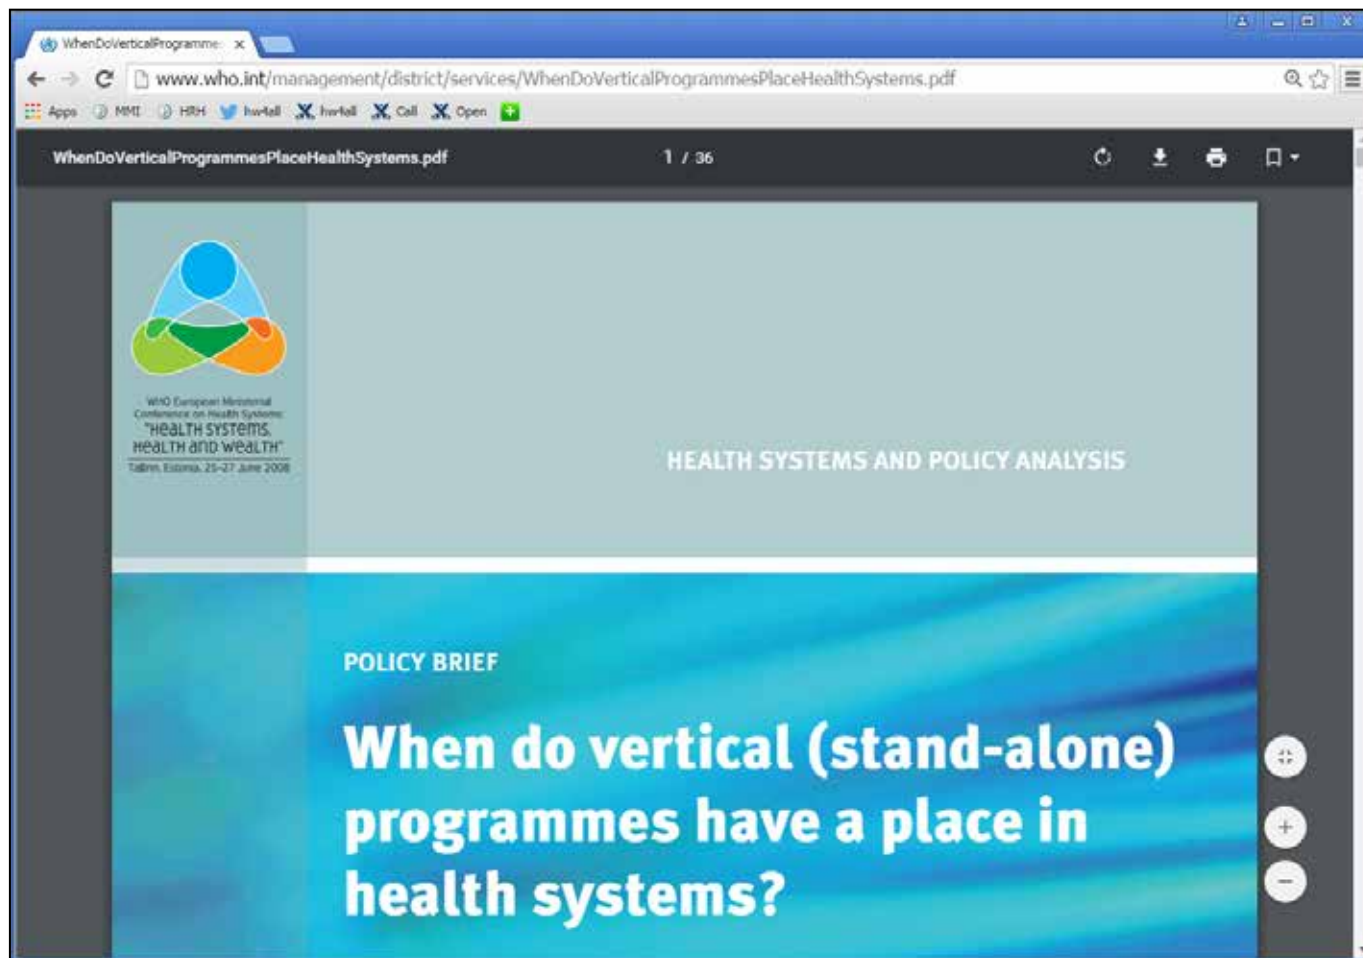 WhenDoVerticalProgramme: x
www.who.int/management/district/services/WhenDoVerticalProgrammesPlaceHealthSystems.pdf
Apps MMI HRH hw4all hw4all Call Open
WhenDoVerticalProgrammesPlaceHealthSystems.pdf 1 / 36
WHO European Ministerial
Conference on Health Systems:
"HEALTH SYSTEMS,
HEALTH AND WEALTH"
Tallinn, Estonia, 25–27 June 2008
HEALTH SYSTEMS AND POLICY ANALYSIS
POLICY BRIEF
When do vertical (stand-alone)
programmes have a place in
health systems?